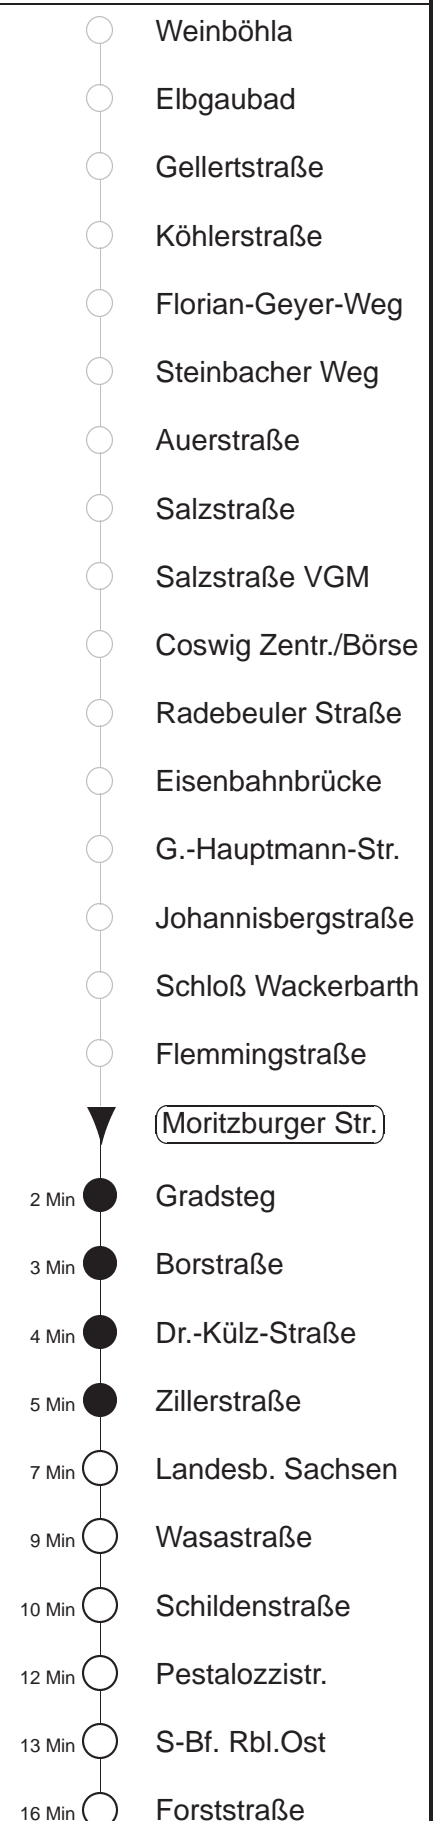 Weinböhla
Elbgaubad
Gellertstraße
Köhlerstraße
Florian-Geyer-Weg
Steinbacher Weg
Auerstraße
Salzstraße
Salzstraße VGM
Coswig Zentr./Börse
Radebeuler Straße
Eisenbahnbrücke
G.-Hauptmann-Str.
Johannisbergstraße
Schloß Wackerbarth
Flemmingstraße
Moritzburger Str.
2 Min Gradsteg
3 Min Borstraße
4 Min Dr.-Külz-Straße
5 Min Zillerstraße
7 Min Landesb. Sachsen
9 Min Wasastraße
10 Min Schildenstraße
12 Min Pestalozzistr.
13 Min S-Bf. Rbl.Ost
16 Min Forststraße